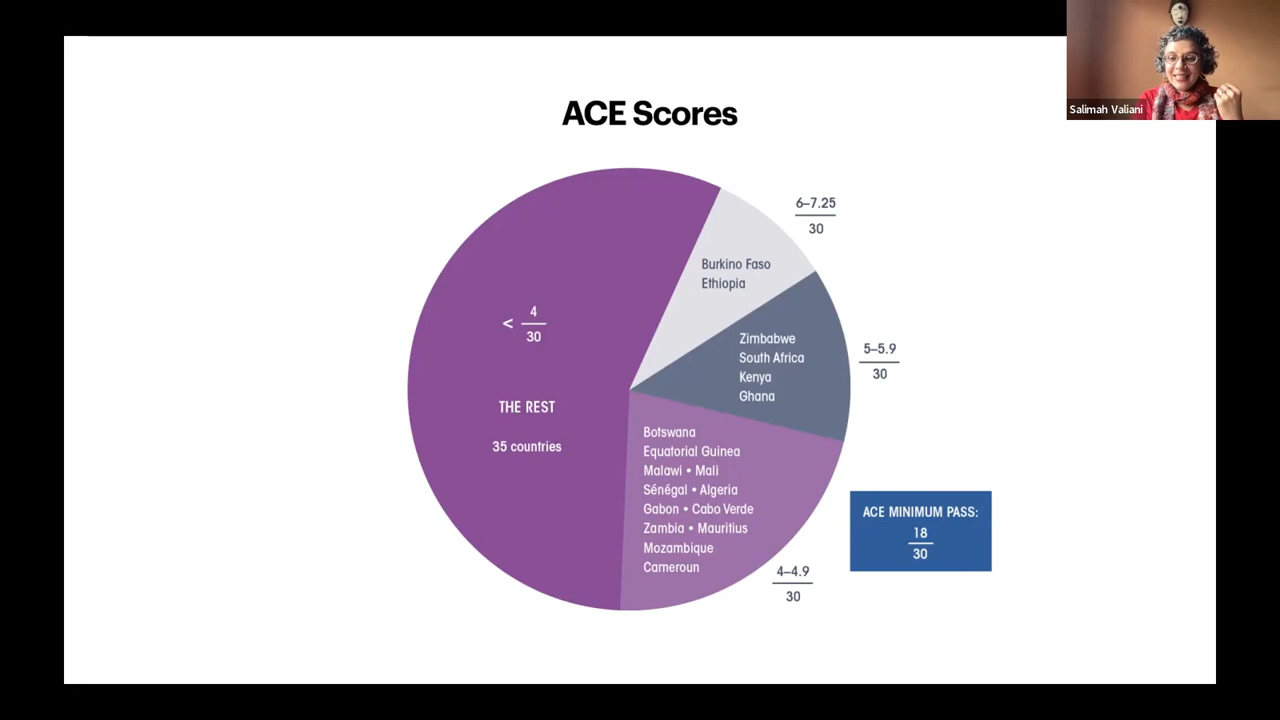 Salimah Valiani
ACE Scores
6–7.25
30
Burkino Faso
Ethiopia
< 4
30
Zimbabwe
South Africa
Kenya
Ghana
5–5.9
30
THE REST
35 countries
Botswana
Equatorial Guinea
Malawi • Mali
Sénégal • Algeria
Gabon • Cabo Verde
Zambia • Mauritius
Mozambique
Cameroun
4–4.9
30
ACE MINIMUM PASS:
18
30